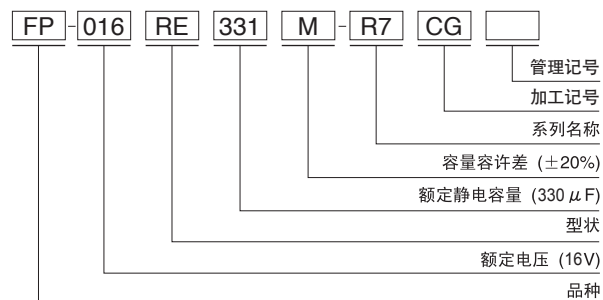 FP-016 RE 331 M-R7 CG
管理记号
加工记号
系列名称
容量容许差 (±20%)
额定静电容量 (330μF)
型状
额定电压 (16V)
品种